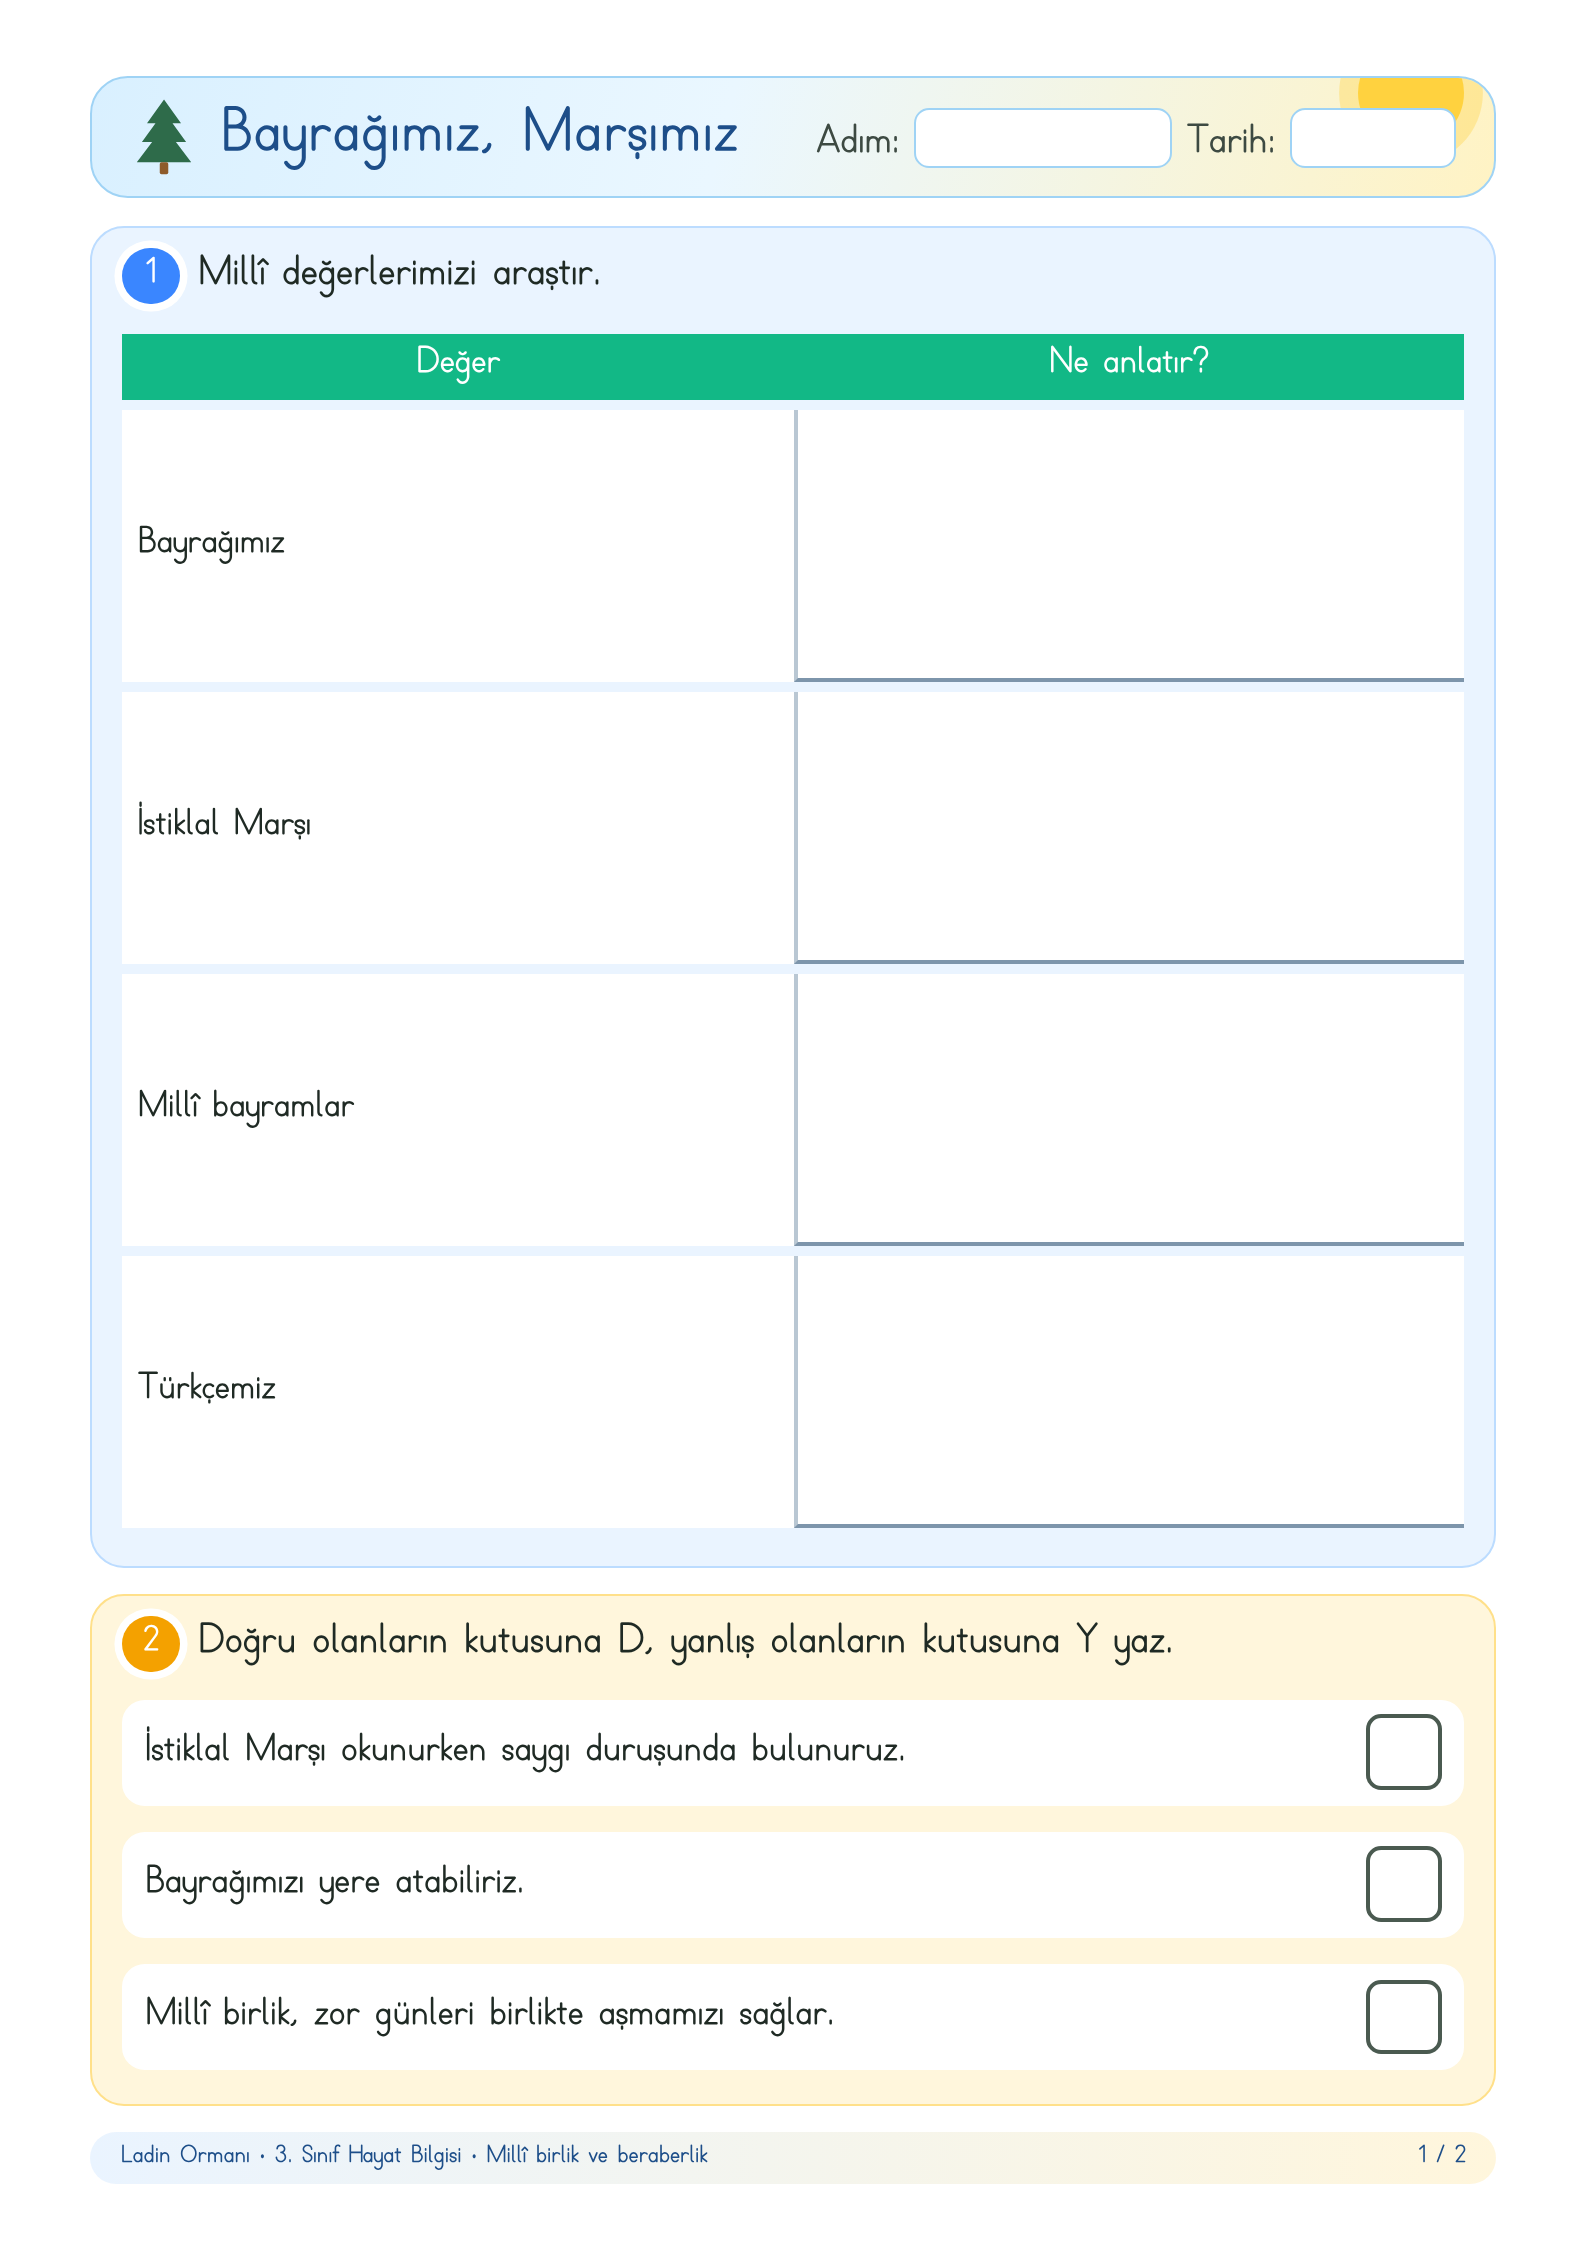 Bayrağımız, Marşımız
Adım:
Tarih:
1 Millî değerlerimizi araştır.
Değer
Ne anlatır?
Bayrağımız
İstiklal Marşı
Millî bayramlar
Türkçemiz
2 Doğru olanların kutusuna D, yanlış olanların kutusuna Y yaz.
İstiklal Marşı okunurken saygı duruşunda bulunuruz.
Bayrağımızı yere atabiliriz.
Millî birlik, zor günleri birlikte aşmamızı sağlar.
Ladin Ormanı • 3. Sınıf Hayat Bilgisi • Millî birlik ve beraberlik
1 / 2